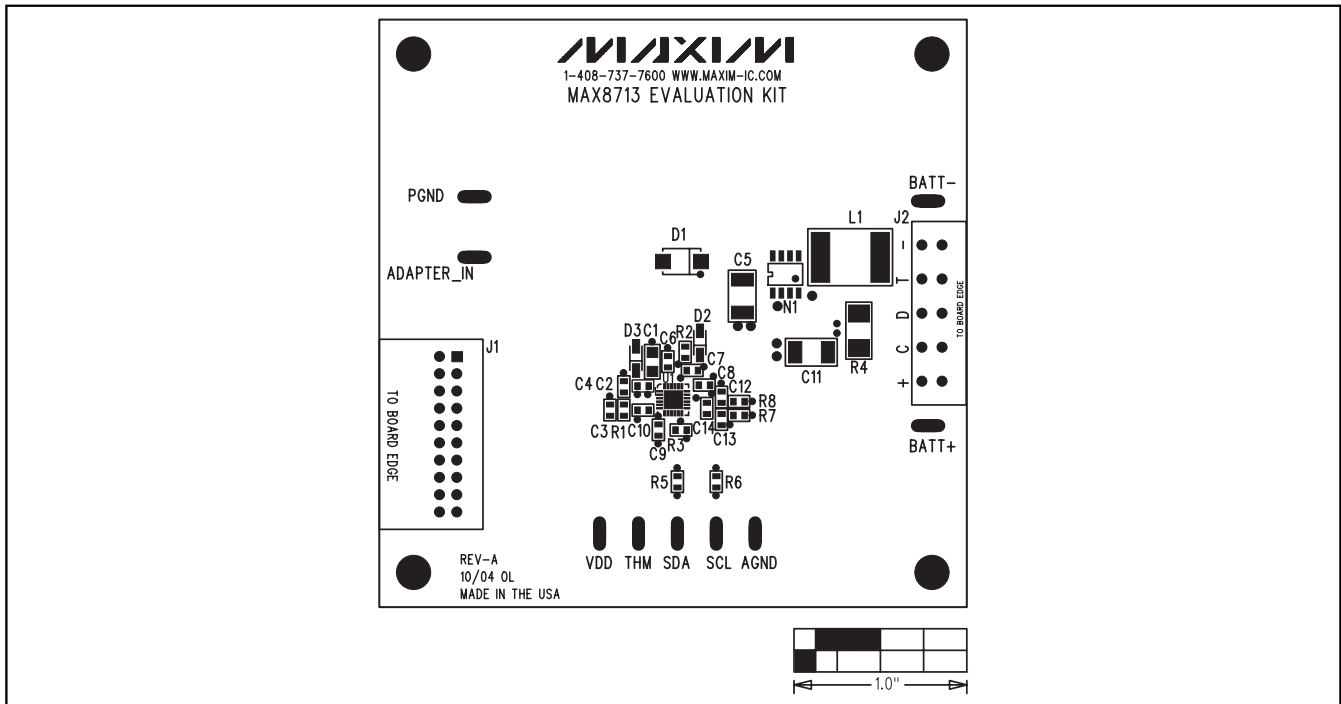 MAXIM
1-408-737-7600 WWW.MAXIM-IC.COM
MAX8713 EVALUATION KIT
BATT-
PGND
L1
J2
D1
-
C5
ADAPTER_IN
T
N1
TO BOARD EDGE
D
D3
C1
C6
R2
D2
J1
C
C7
C11
R4
U1
C8
+
C4
C2
C12
TO BOARD EDGE
R8
R7
C3
R1
C10
R3
C14
C13
BATT+
C9
R5
R6
VDD
THM
SDA
SCL
AGND
REV-A
10/04 OL
MADE IN THE USA
1.0"